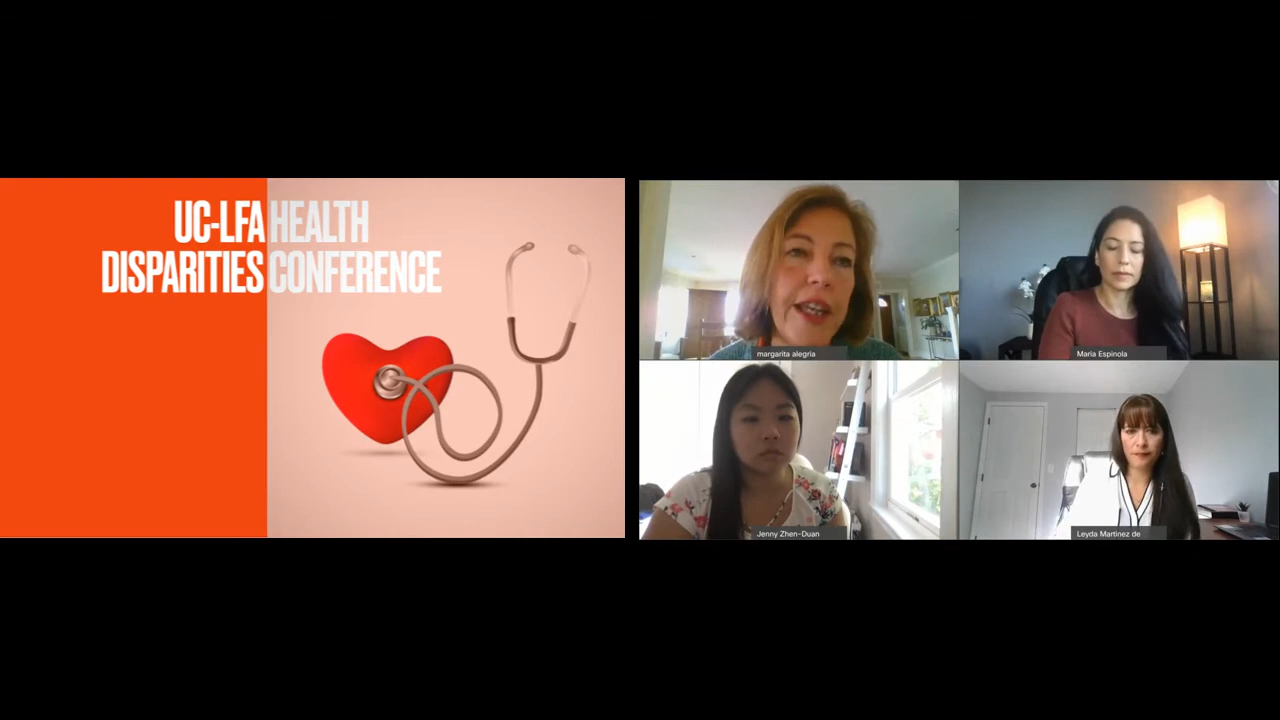 UC-LFA HEALTH
DISPARITIES CONFERENCE
margarita alegria
Maria Espinola
Jenny Zhen-Duan
Leyda Martinez de